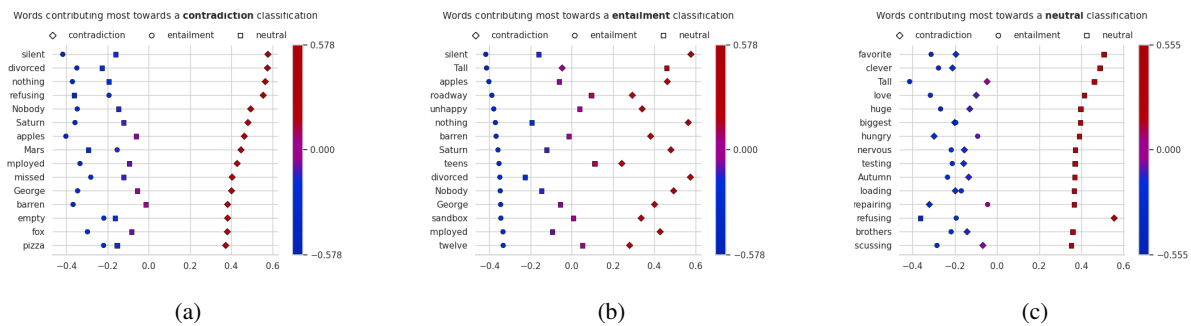 Words contributing most towards a contradiction classification
contradiction entailment neutral
silent
divorced
nothing
refusing
Nobody
Saturn
apples
Mars
mployed
missed
George
barren
empty
fox
pizza
−0.4 −0.2 0.0 0.2 0.4 0.6
0.578
0.000
−0.578
(a)
Words contributing most towards a entailment classification
contradiction entailment neutral
silent
Tall
apples
roadway
unhappy
nothing
barren
Saturn
teens
divorced
Nobody
George
sandbox
mployed
twelve
−0.4 −0.2 0.0 0.2 0.4 0.6
0.578
0.000
−0.578
(b)
Words contributing most towards a neutral classification
contradiction entailment neutral
favorite
clever
Tall
love
huge
biggest
hungry
nervous
testing
Autumn
loading
repairing
refusing
brothers
scussing
−0.4 −0.2 0.0 0.2 0.4 0.6
0.555
0.000
−0.555
(c)